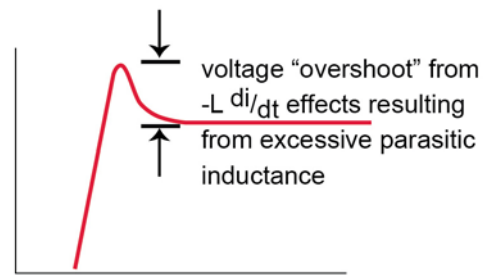 voltage “overshoot” from
-L di/dt effects resulting
from excessive parasitic
inductance